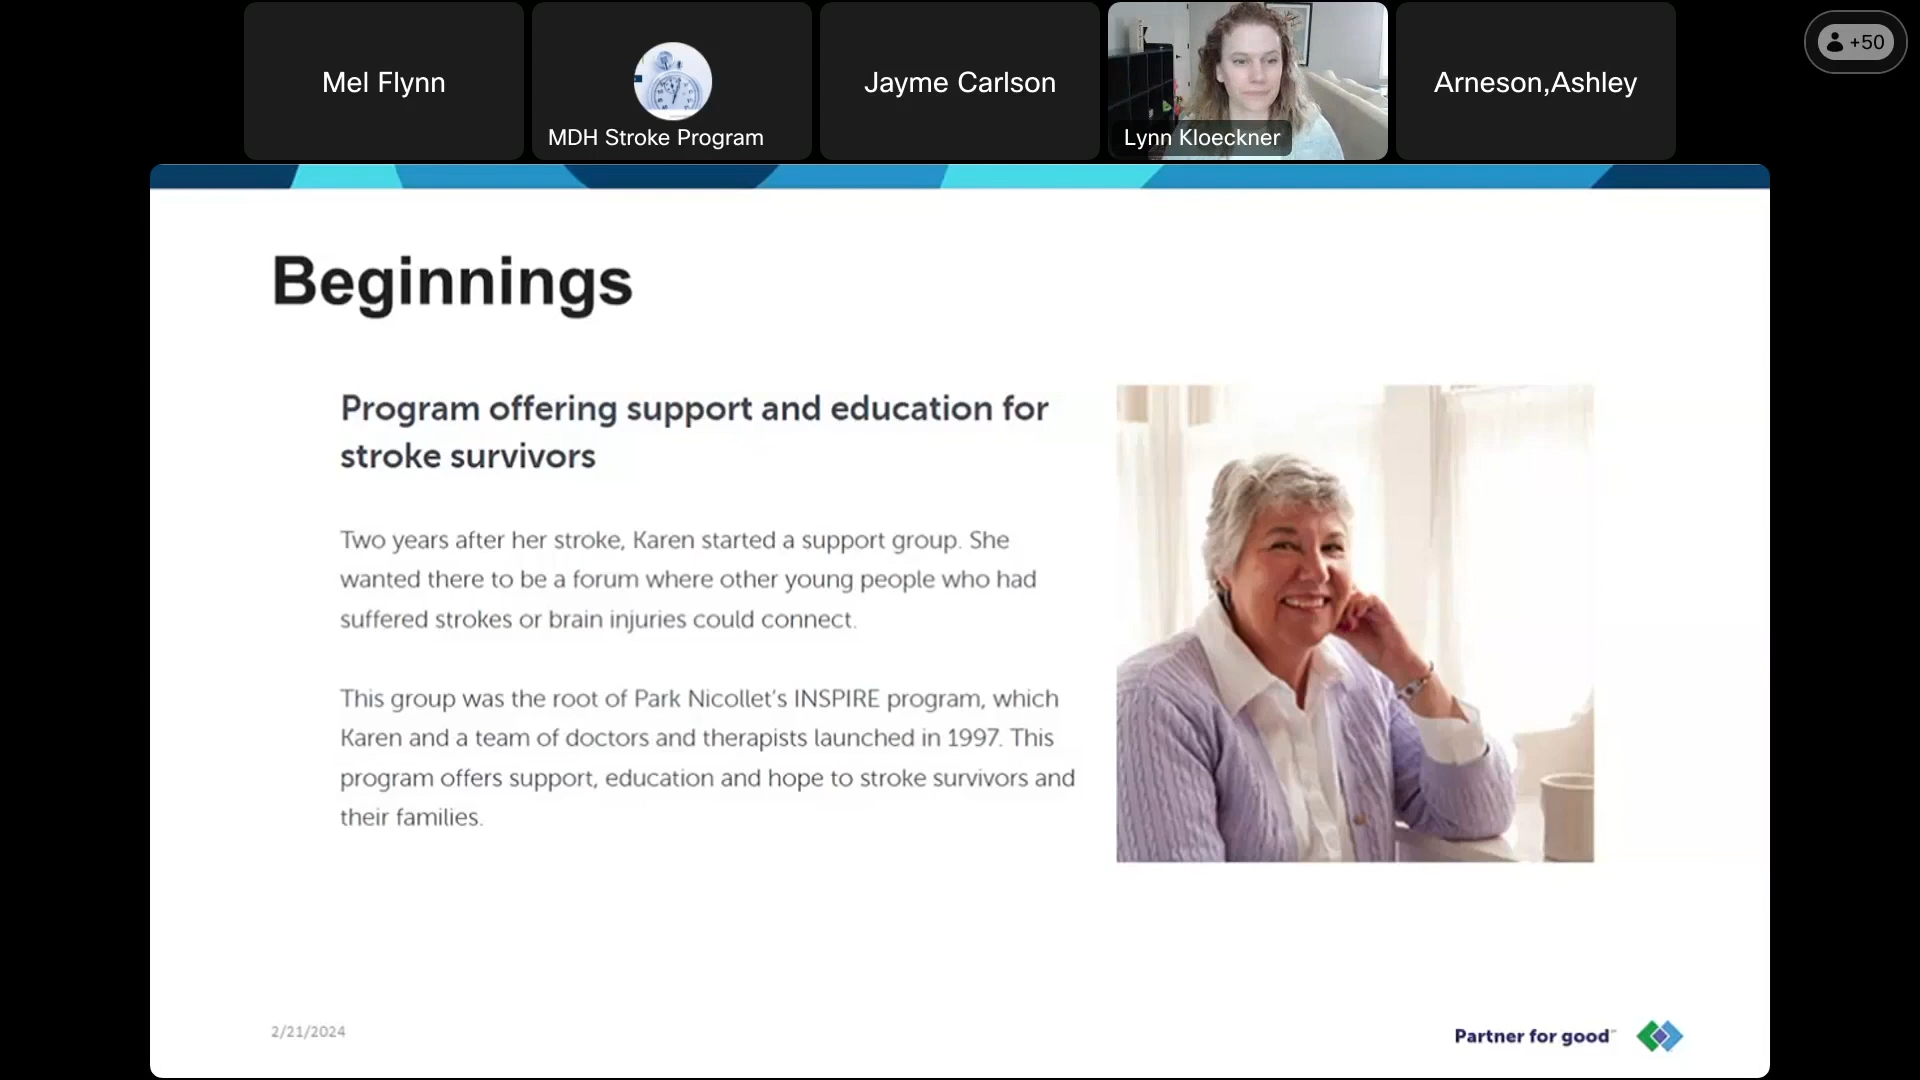 Mel Flynn
MDH Stroke Program
Jayme Carlson
Lynn Kloeckner
Arneson,Ashley
+50
Beginnings
Program offering support and education for
stroke survivors
Two years after her stroke, Karen started a support group. She
wanted there to be a forum where other young people who had
suffered strokes or brain injuries could connect.
This group was the root of Park Nicollet's INSPIRE program, which
Karen and a team of doctors and therapists launched in 1997. This
program offers support, education and hope to stroke survivors and
their families.
2/21/2024
Partner for good™